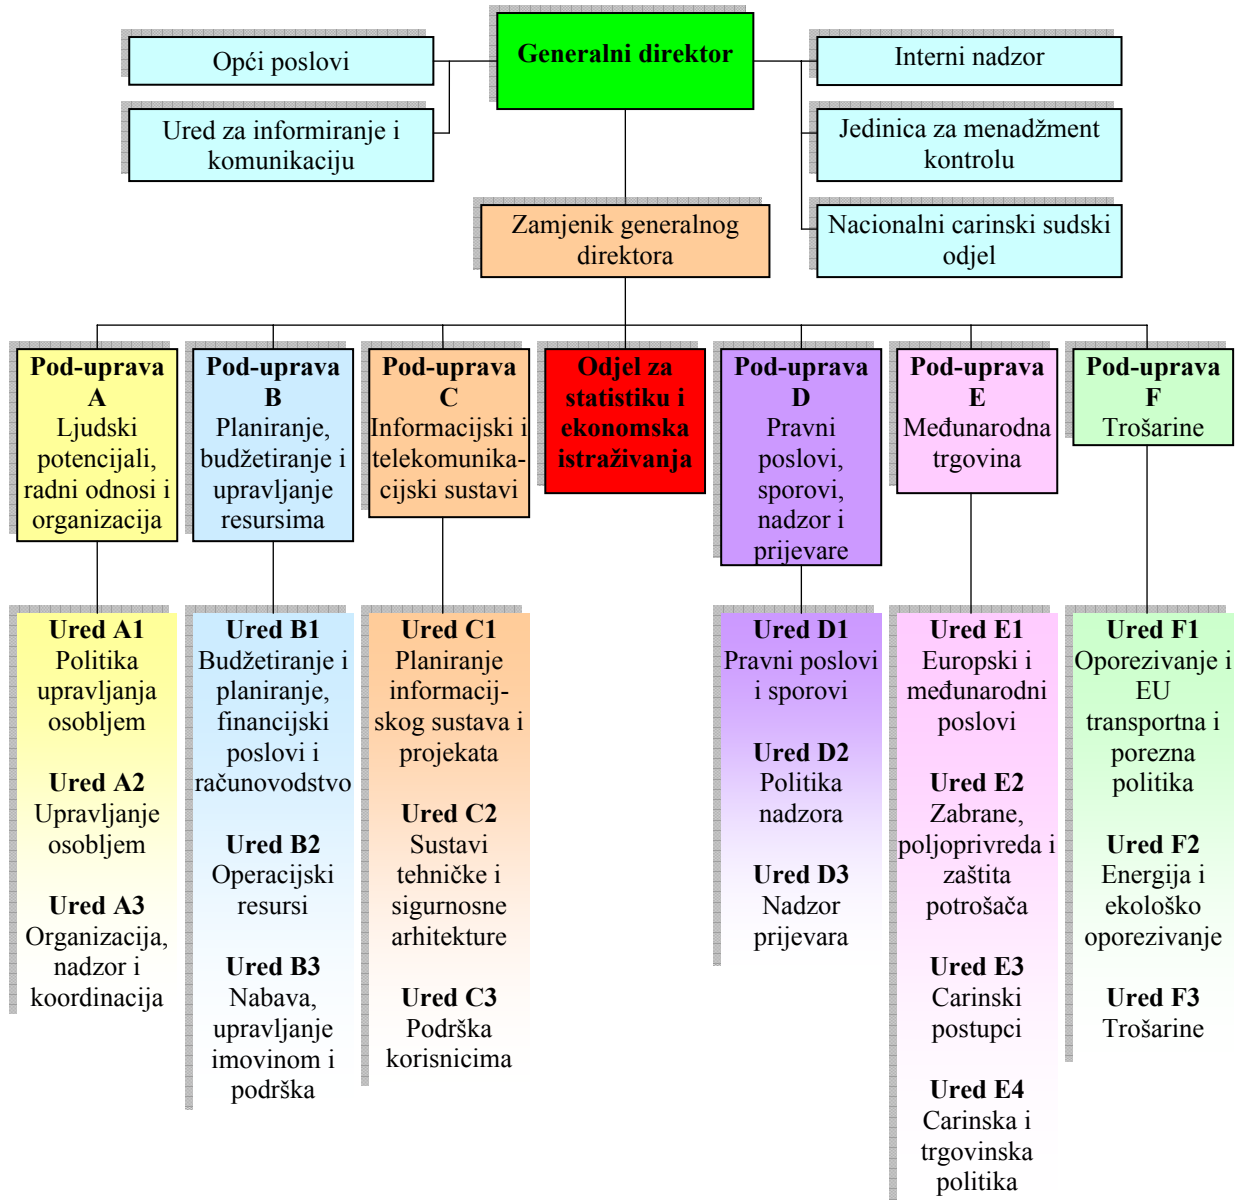 Opći poslovi
Generalni direktor
Interni nadzor
Ured za informiranje i
komunikaciju
Jedinica za menadžment
kontrolu
Zamjenik generalnog
direktora
Nacionalni carinski sudski
odjel
Pod-uprava
A
Ljudski
potencijali,
radni odnosi i
organizacija
Pod-uprava
B
Planiranje,
budžetiranje i
upravljanje
resursima
Pod-uprava
C
Informacijski i
telekomunika-
cijski sustavi
Odjel za
statistiku i
ekonomska
istraživanja
Pod-uprava
D
Pravni
poslovi,
sporovi,
nadzor i
prijevare
Pod-uprava
E
Međunarodna
trgovina
Pod-uprava
F
Trošarine
Ured A1
Politika
upravljanja
osobljem
Ured A2
Upravljanje
osobljem
Ured A3
Organizacija,
nadzor i
koordinacija
Ured B1
Budžetiranje i
planiranje,
financijski
poslovi i
računovodstvo
Ured B2
Operacijski
resursi
Ured B3
Nabava,
upravljanje
imovinom i
podrška
Ured C1
Planiranje
informacij-
skog sustava i
projekata
Ured C2
Sustavi
tehničke i
sigurnosne
arhitekture
Ured C3
Podrška
korisnicima
Ured D1
Pravni poslovi
i sporovi
Ured D2
Politika
nadzora
Ured D3
Nadzor
prijevara
Ured E1
Europski i
međunarodni
poslovi
Ured E2
Zabrane,
poljoprivreda i
zaštita
potrošača
Ured E3
Carinski
postupci
Ured E4
Carinska i
trgovinska
politika
Ured F1
Oporezivanje i
EU
transportna i
porezna
politika
Ured F2
Energija i
ekološko
oporezivanje
Ured F3
Trošarine